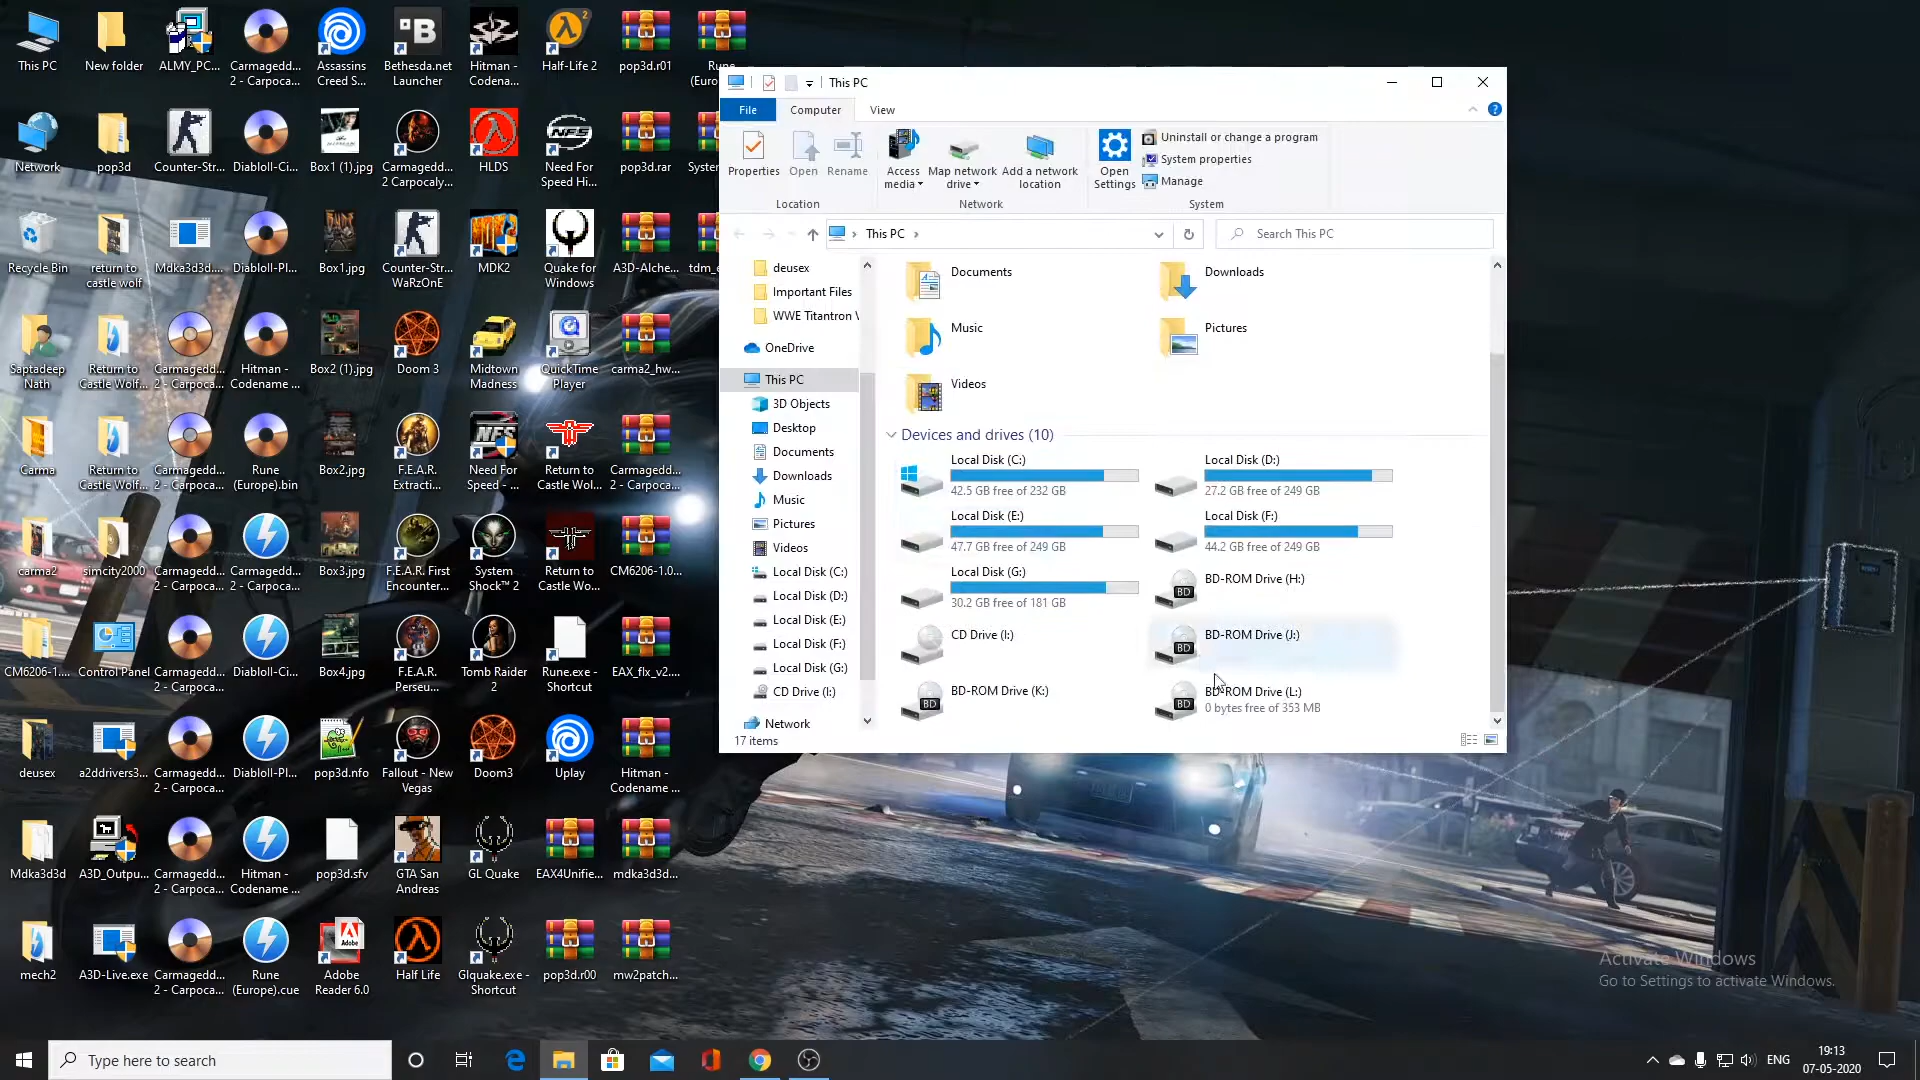 This PC
New folder
ALMY_PC...
Carmagedd...
2 - Carpoca...
Assassins
Creed S...
Bethesda.net
Launcher
Hitman -
Codena...
Half-Life 2
pop3d.r01
Rune
(Euro
Network
pop3d
Counter-Str...
DiabloII-Ci...
Box1 (1).jpg
Carmagedd...
2 Carpocaly...
HLDS
Need For
Speed Hi...
pop3d.rar
System
Recycle Bin
return to
castle wolf
Mdka3d3d....
DiabloII-Pl...
Box1.jpg
Counter-Str...
WaRzOnE
MDK2
Quake for
Windows
A3D-Alche...
tdm_e
Saptadeep
Nath
Return to
Castle Wolf...
Carmagedd...
2 - Carpoca...
Hitman -
Codename ...
Box2 (1).jpg
Doom 3
Midtown
Madness
QuickTime
Player
carma2_hw...
Carma
Return to
Castle Wolf...
Carmagedd...
2 - Carpoca...
Rune
(Europe).bin
Box2.jpg
F.E.A.R.
Extracti...
Need For
Speed - ...
Return to
Castle Wol...
Carmagedd...
2 - Carpoca...
carma2
simcity2000
Carmagedd...
2 - Carpoca...
Carmagedd...
2 - Carpoca...
Box3.jpg
F.E.A.R. First
Encounter...
System
Shock™ 2
Return to
Castle Wo...
CM6206-1.0...
CM6206-1....
Control Panel
Carmagedd...
2 - Carpoca...
DiabloII-Ci...
Box4.jpg
F.E.A.R.
Perseu...
Tomb Raider
2
Rune.exe -
Shortcut
EAX_flx_v2....
deusex
a2ddrivers3...
Carmagedd...
2 - Carpoca...
DiabloII-Pl...
pop3d.nfo
Fallout - New
Vegas
Doom3
Uplay
Hitman -
Codename ...
Mdka3d3d
A3D_Outpu...
Carmagedd...
2 - Carpoca...
Hitman -
Codename ...
pop3d.sfv
GTA San
Andreas
GL Quake
EAX4Unifie...
mdka3d3d...
mech2
A3D-Live.exe
Carmagedd...
2 - Carpoca...
Rune
(Europe).cue
Adobe
Reader 6.0
Half Life
Glquake.exe -
Shortcut
pop3d.r00
mw2patch...
This PC
File
Computer
View
Properties
Open
Rename
Access
media
Map network
drive
Add a network
location
Open
Settings
Uninstall or change a program
System properties
Manage
Location
Network
System
This PC
Search This PC
deusex
Important Files
WWE Titantron V
OneDrive
This PC
3D Objects
Desktop
Documents
Downloads
Music
Pictures
Videos
Local Disk (C:)
Local Disk (D:)
Local Disk (E:)
Local Disk (F:)
Local Disk (G:)
CD Drive (I:)
Network
Documents
Downloads
Music
Pictures
Videos
Devices and drives (10)
Local Disk (C:)
42.5 GB free of 232 GB
Local Disk (D:)
27.2 GB free of 249 GB
Local Disk (E:)
47.7 GB free of 249 GB
Local Disk (F:)
44.2 GB free of 249 GB
Local Disk (G:)
30.2 GB free of 181 GB
BD-ROM Drive (H:)
CD Drive (I:)
BD-ROM Drive (J:)
BD-ROM Drive (K:)
BD-ROM Drive (L:)
0 bytes free of 353 MB
17 items
Activate Windows
Go to Settings to activate Windows.
Type here to search
ENG
19:13
07-05-2020